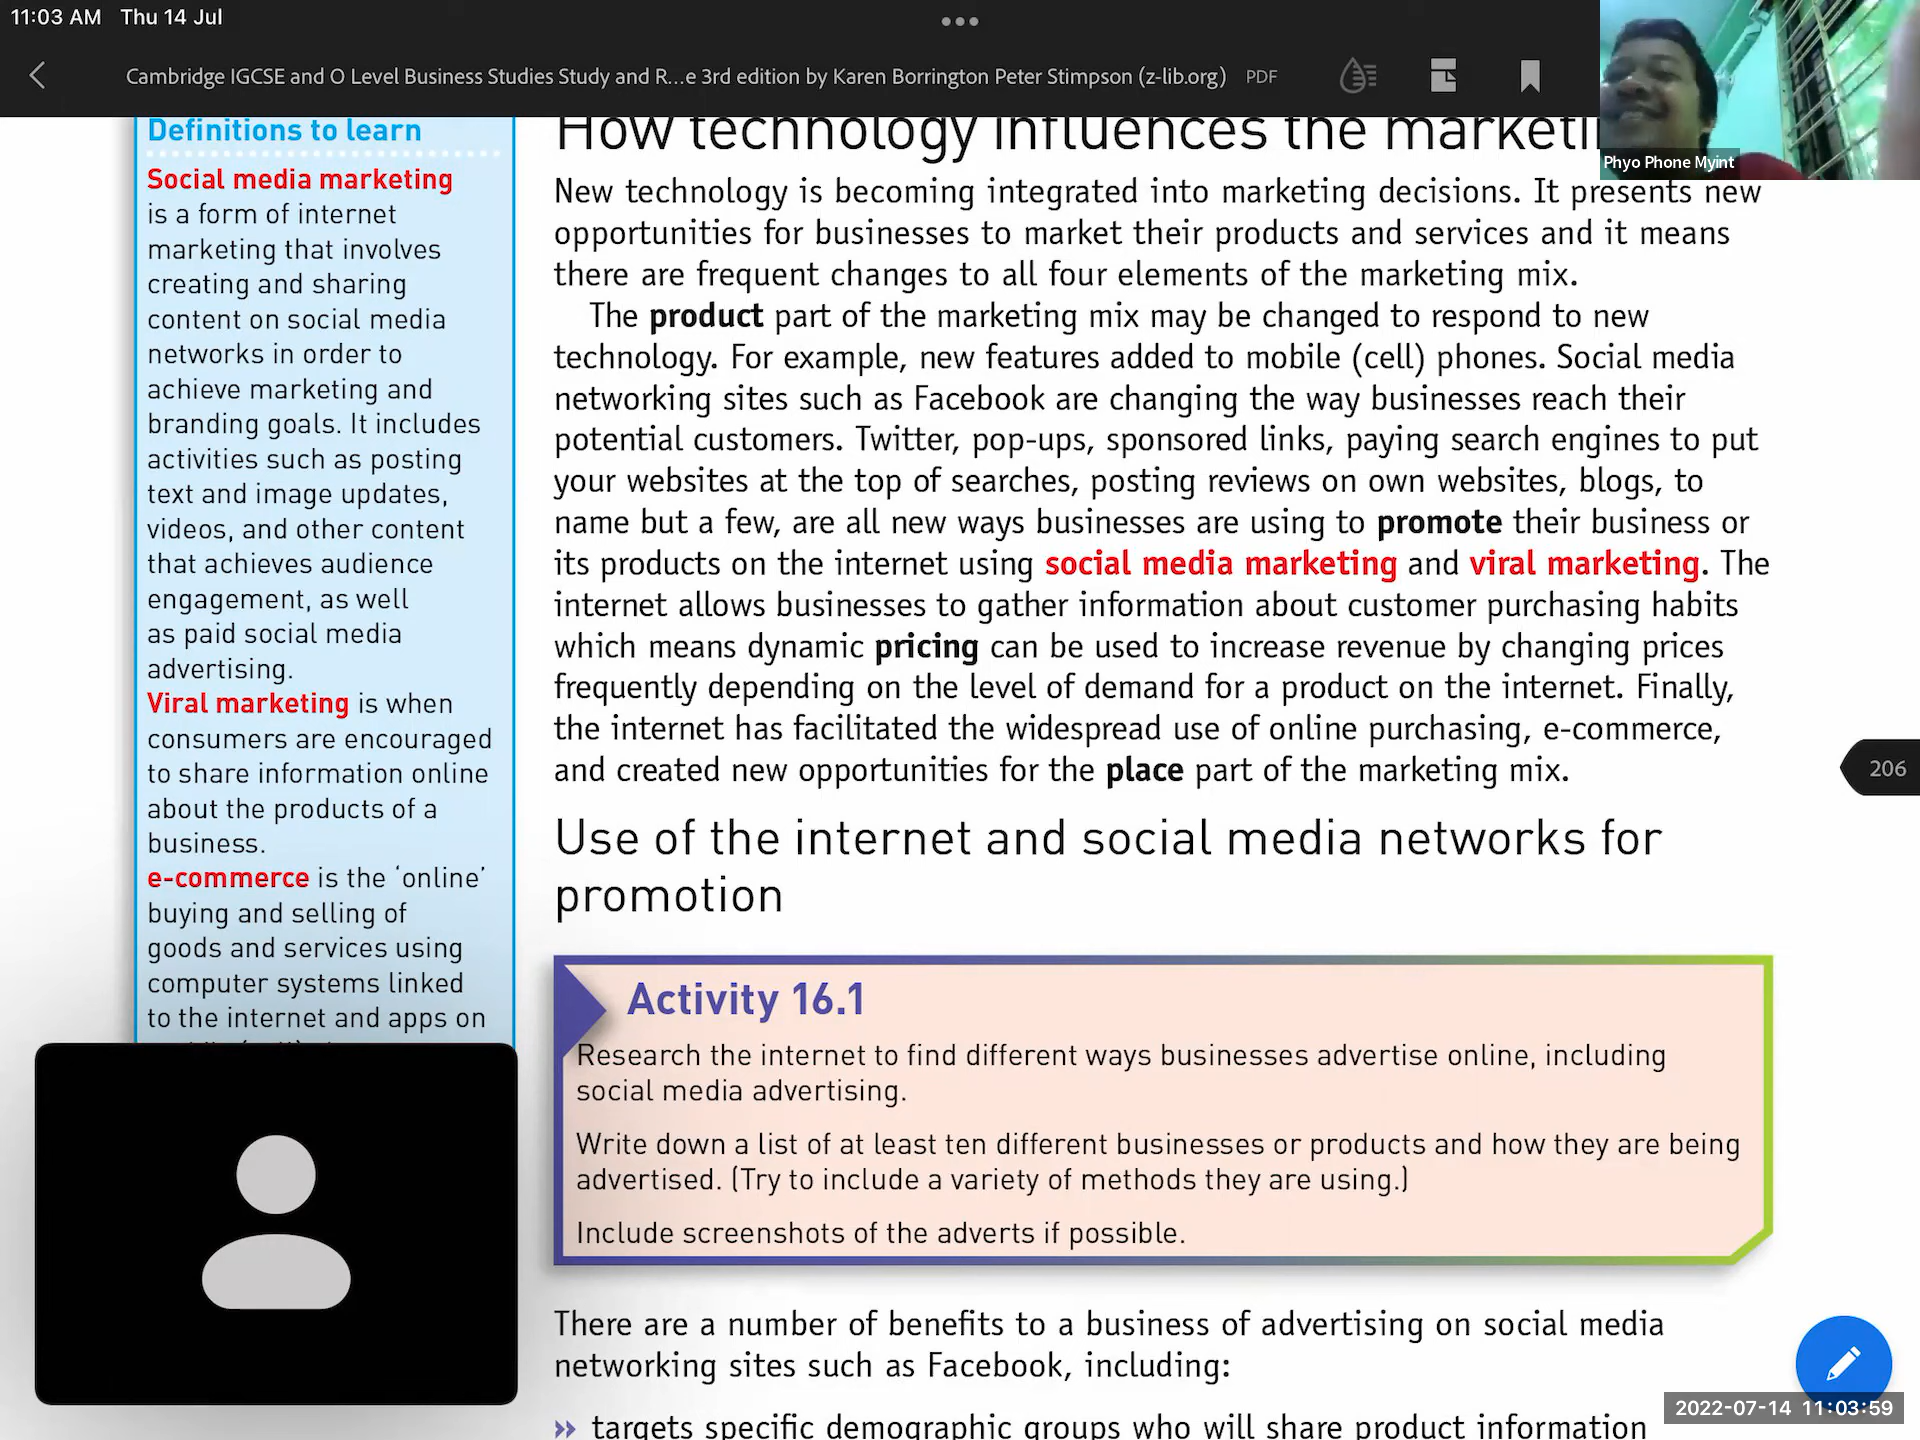 11:03 AM Thu 14 Jul
Cambridge IGCSE and O Level Business Studies Study and R...e 3rd edition by Karen Borrington Peter Stimpson (z-lib.org) PDF
Phyo Phone Myint
Definitions to learn
Social media marketing
is a form of internet
marketing that involves
creating and sharing
content on social media
networks in order to
achieve marketing and
branding goals. It includes
activities such as posting
text and image updates,
videos, and other content
that achieves audience
engagement, as well
as paid social media
advertising.
Viral marketing is when
consumers are encouraged
to share information online
about the products of a
business.
e-commerce is the ‘online’
buying and selling of
goods and services using
computer systems linked
to the internet and apps on
How technology influences the
New technology is becoming integrated into marketing decisions. It presents new
opportunities for businesses to market their products and services and it means
there are frequent changes to all four elements of the marketing mix.
The product part of the marketing mix may be changed to respond to new
technology. For example, new features added to mobile (cell) phones. Social media
networking sites such as Facebook are changing the way businesses reach their
potential customers. Twitter, pop-ups, sponsored links, paying search engines to put
your websites at the top of searches, posting reviews on own websites, blogs, to
name but a few, are all new ways businesses are using to promote their business or
its products on the internet using social media marketing and viral marketing. The
internet allows businesses to gather information about customer purchasing habits
which means dynamic pricing can be used to increase revenue by changing prices
frequently depending on the level of demand for a product on the internet. Finally,
the internet has facilitated the widespread use of online purchasing, e-commerce,
and created new opportunities for the place part of the marketing mix.
206
Use of the internet and social media networks for
promotion
Activity 16.1
Research the internet to find different ways businesses advertise online, including
social media advertising.
Write down a list of at least ten different businesses or products and how they are being
advertised. (Try to include a variety of methods they are using.)
Include screenshots of the adverts if possible.
There are a number of benefits to a business of advertising on social media
networking sites such as Facebook, including:
» targets specific demographic groups who will share product information
2022-07-14 11:03:59